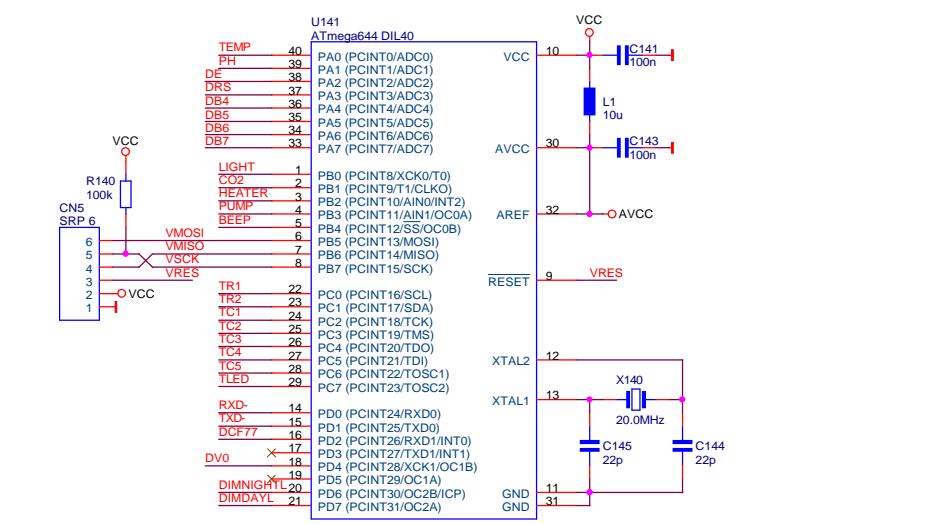 U141
ATmega644 DIL40
VCC
TEMP 40 PA0 (PCINT0/ADC0) VCC 10 C141
100n
PH 39 PA1 (PCINT1/ADC1)
DE 38 PA2 (PCINT2/ADC2)
DRS 37 PA3 (PCINT3/ADC3)
DB4 36 PA4 (PCINT4/ADC4) L1
10u
DB5 35 PA5 (PCINT5/ADC5)
DB6 34 PA6 (PCINT6/ADC6)
DB7 33 PA7 (PCINT7/ADC7) AVCC 30 C143
100n
VCC
LIGHT 1 PB0 (PCINT8/XCK0/T0)
CO2 2 PB1 (PCINT9/T1/CLKO)
R140
100k
HEATER 3 PB2 (PCINT10/AIN0/INT2)
PUMP 4 PB3 (PCINT11/AIN1/OC0A) AREF 32 AVCC
BEEP 5 PB4 (PCINT12/SS/OC0B)
CN5
SRP 6
6 VMOSI 6 PB5 (PCINT13/MOSI)
5 VMISO 7 PB6 (PCINT14/MISO)
4 VSCK 8 PB7 (PCINT15/SCK)
3 VRES RESET 9 VRES
2 VCC
1
TR1 22 PC0 (PCINT16/SCL)
TR2 23 PC1 (PCINT17/SDA)
TC1 24 PC2 (PCINT18/TCK)
TC2 25 PC3 (PCINT19/TMS)
TC3 26 PC4 (PCINT20/TDO)
TC4 27 PC5 (PCINT21/TDI) XTAL2 12
TC5 28 PC6 (PCINT22/TOSC1)
TLED 29 PC7 (PCINT23/TOSC2)
X140
20.0MHz
XTAL1 13
RXD- 14 PD0 (PCINT24/RXD0)
TXD- 15 PD1 (PCINT25/TXD0)
DCF77 16 PD2 (PCINT26/RXD1/INT0)
17 PD3 (PCINT27/TXD1/INT1) C145
22p
C144
22p
DV0 18 PD4 (PCINT28/XCK1/OC1B)
19 PD5 (PCINT29/OC1A)
DIMNIGHTL 20 PD6 (PCINT30/OC2B/ICP) GND 11
DIMDAYL 21 PD7 (PCINT31/OC2A) GND 31